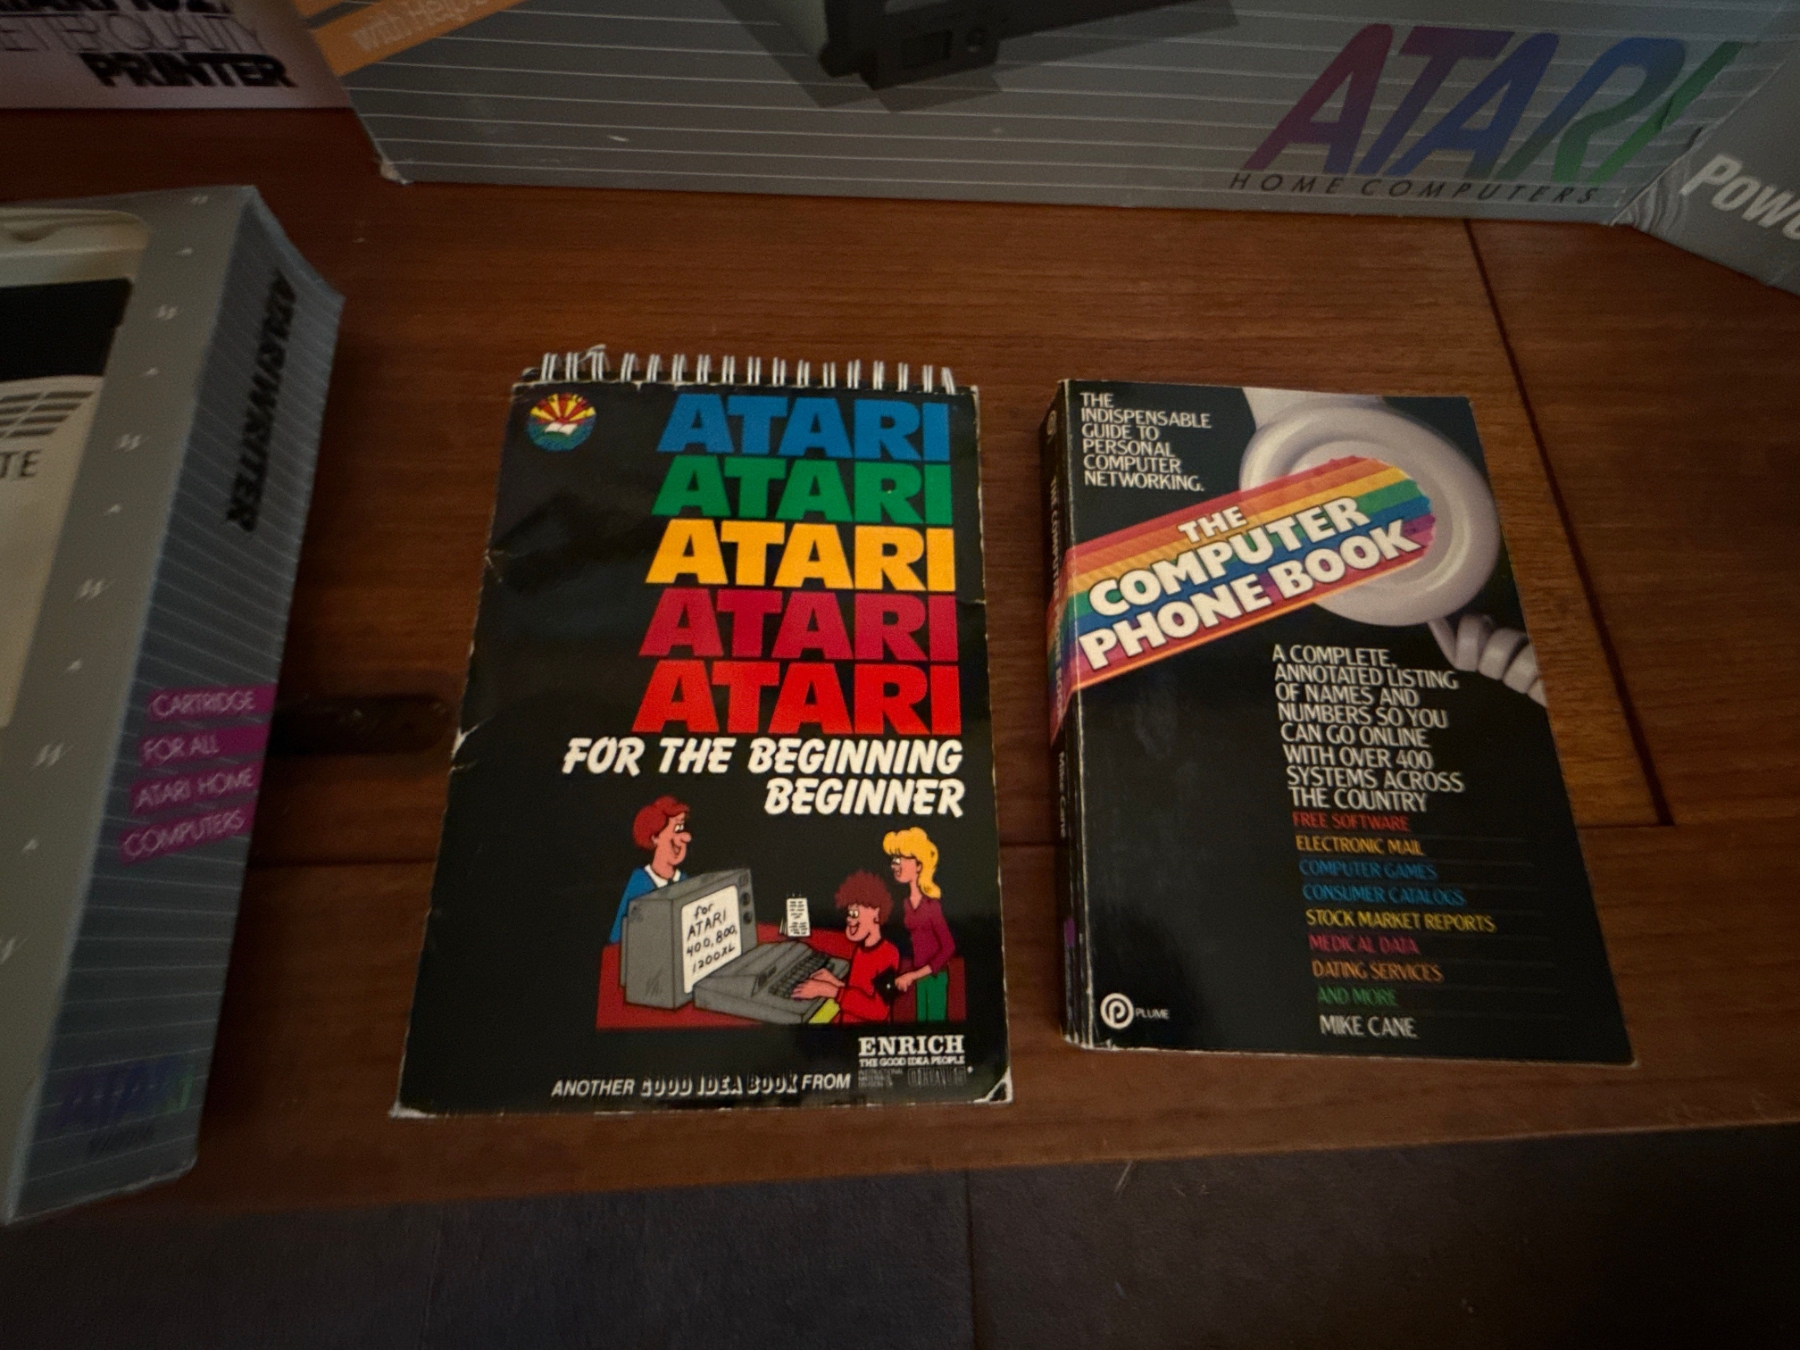 PRINTER
with Help
ATARI
HOME COMPUTERS
ATARIWRITER
CARTRIDGE
FOR ALL
ATARI HOME
COMPUTERS
ATARI
ATARI
ATARI
ATARI
ATARI
ATARI
FOR THE BEGINNING
BEGINNER
for
ATARI
400, 800,
1200XL
ENRICH
THE GOOD IDEA PEOPLE
ANOTHER GOOD IDEA BOOK FROM
THE
INDISPENSABLE
GUIDE TO
PERSONAL
COMPUTER
NETWORKING.
THE
COMPUTER
PHONE BOOK
A COMPLETE,
ANNOTATED LISTING
OF NAMES AND
NUMBERS SO YOU
CAN GO ONLINE
WITH OVER 400
SYSTEMS ACROSS
THE COUNTRY
FREE SOFTWARE
ELECTRONIC MAIL
COMPUTER GAMES
CONSUMER CATALOGS
STOCK MARKET REPORTS
MEDICAL DATA
DATING SERVICES
AND MORE
MIKE CANE
PLUME